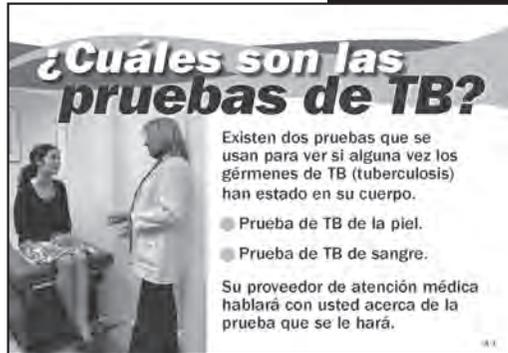 ¿Cuáles son las
pruebas de TB?
Existen dos pruebas que se
usan para ver si alguna vez los
gérmenes de TB (tuberculosis)
han estado en su cuerpo.
Prueba de TB de la piel.
Prueba de TB de sangre.
Su proveedor de atención médica
hablará con usted acerca de la
prueba que se le hará.